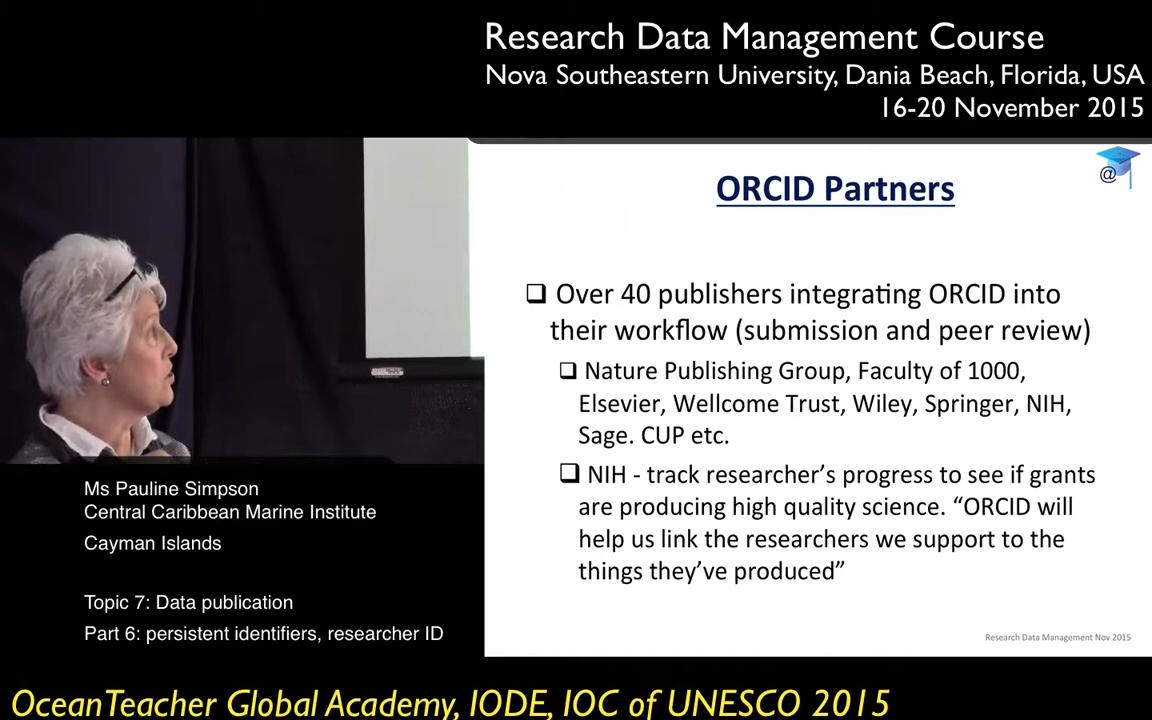 Research Data Management Course
Nova Southeastern University, Dania Beach, Florida, USA
16-20 November 2015
@
ORCID Partners
Over 40 publishers integrating ORCID into
their workflow (submission and peer review)
Nature Publishing Group, Faculty of 1000,
Elsevier, Wellcome Trust, Wiley, Springer, NIH,
Sage. CUP etc.
NIH - track researcher’s progress to see if grants
are producing high quality science. “ORCID will
help us link the researchers we support to the
things they’ve produced”
Research Data Management Nov 2015
Ms Pauline Simpson
Central Caribbean Marine Institute
Cayman Islands
Topic 7: Data publication
Part 6: persistent identifiers, researcher ID
OceanTeacher Global Academy, IODE, IOC of UNESCO 2015